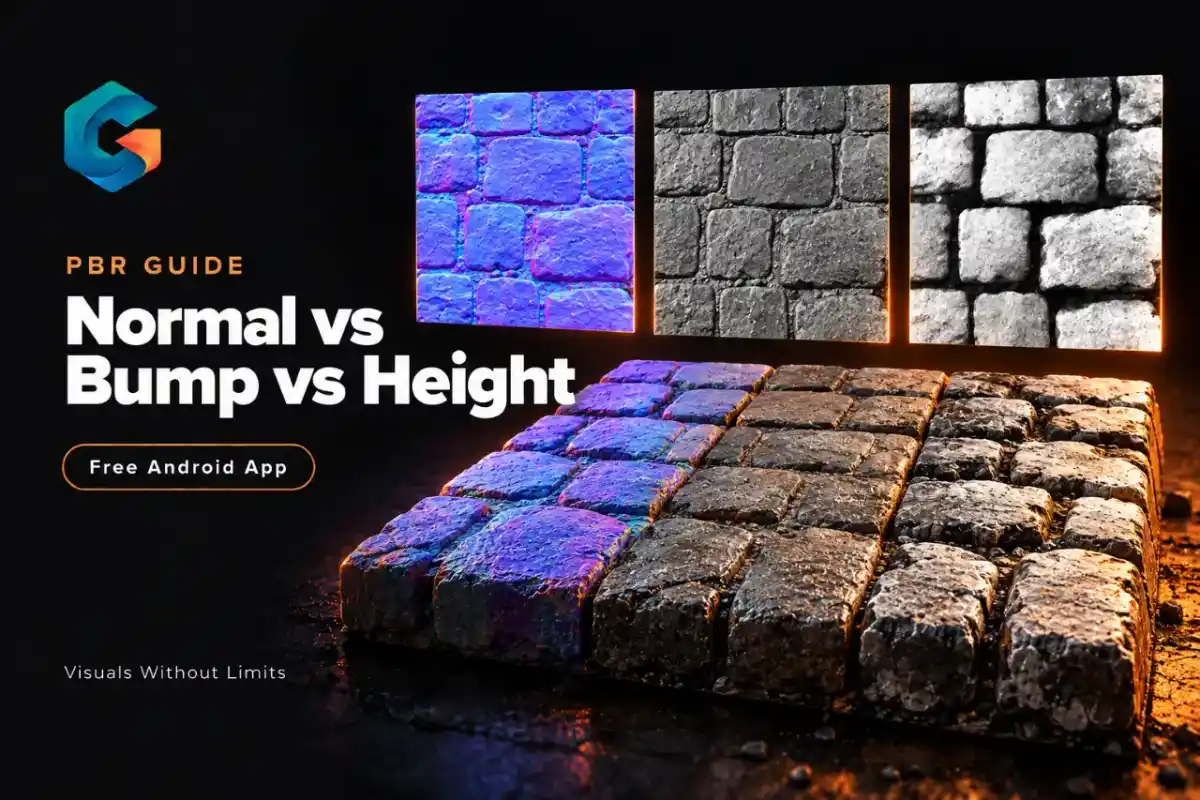 PBR GUIDE
Normal vs
Bump vs Height
Free Android App
Visuals Without Limits